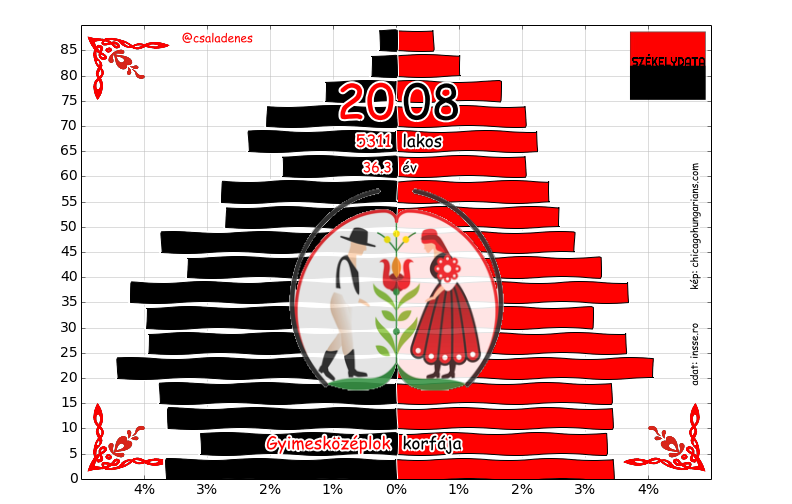 @csaladenes
SZÉKELYDATA
2008
5311 lakos
36.3 év
kép: chicagohungarians.com
adat: insse.ro
Gyimesközéplok korfája
85
80
75
70
65
60
55
50
45
40
35
30
25
20
15
10
5
0
4% 3% 2% 1% 0% 1% 2% 3% 4%